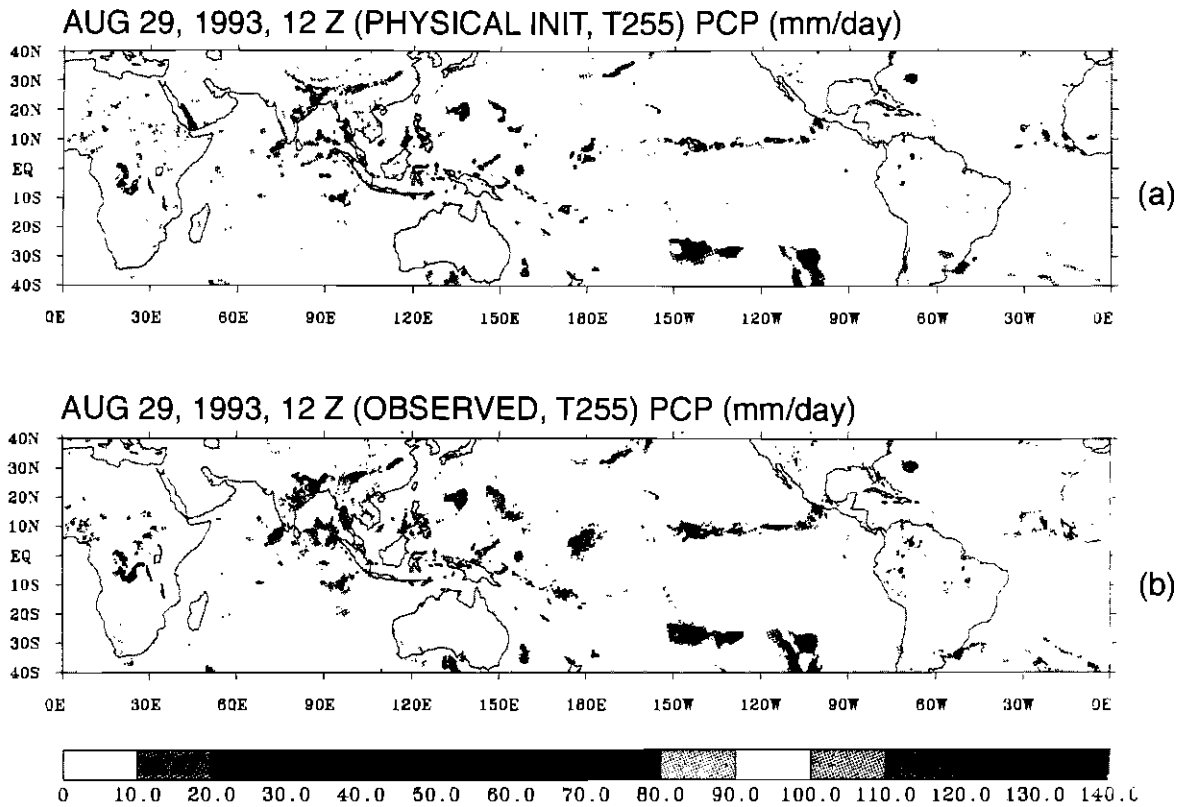 AUG 29, 1993, 12 Z (PHYSICAL INIT, T255) PCP (mm/day)
40N
30N
20N
10N
EQ
10S
20S
30S
40S
0E 30E 60E 90E 120E 150E 180E 150W 120W 90W 60W 30W 0E
(a)
AUG 29, 1993, 12 Z (OBSERVED, T255) PCP (mm/day)
40N
30N
20N
10N
EQ
10S
20S
30S
40S
0E 30E 60E 90E 120E 150E 180E 150W 120W 90W 60W 30W 0E
(b)
0 10.0 20.0 30.0 40.0 50.0 60.0 70.0 80.0 90.0 100.0 110.0 120.0 130.0 140.0